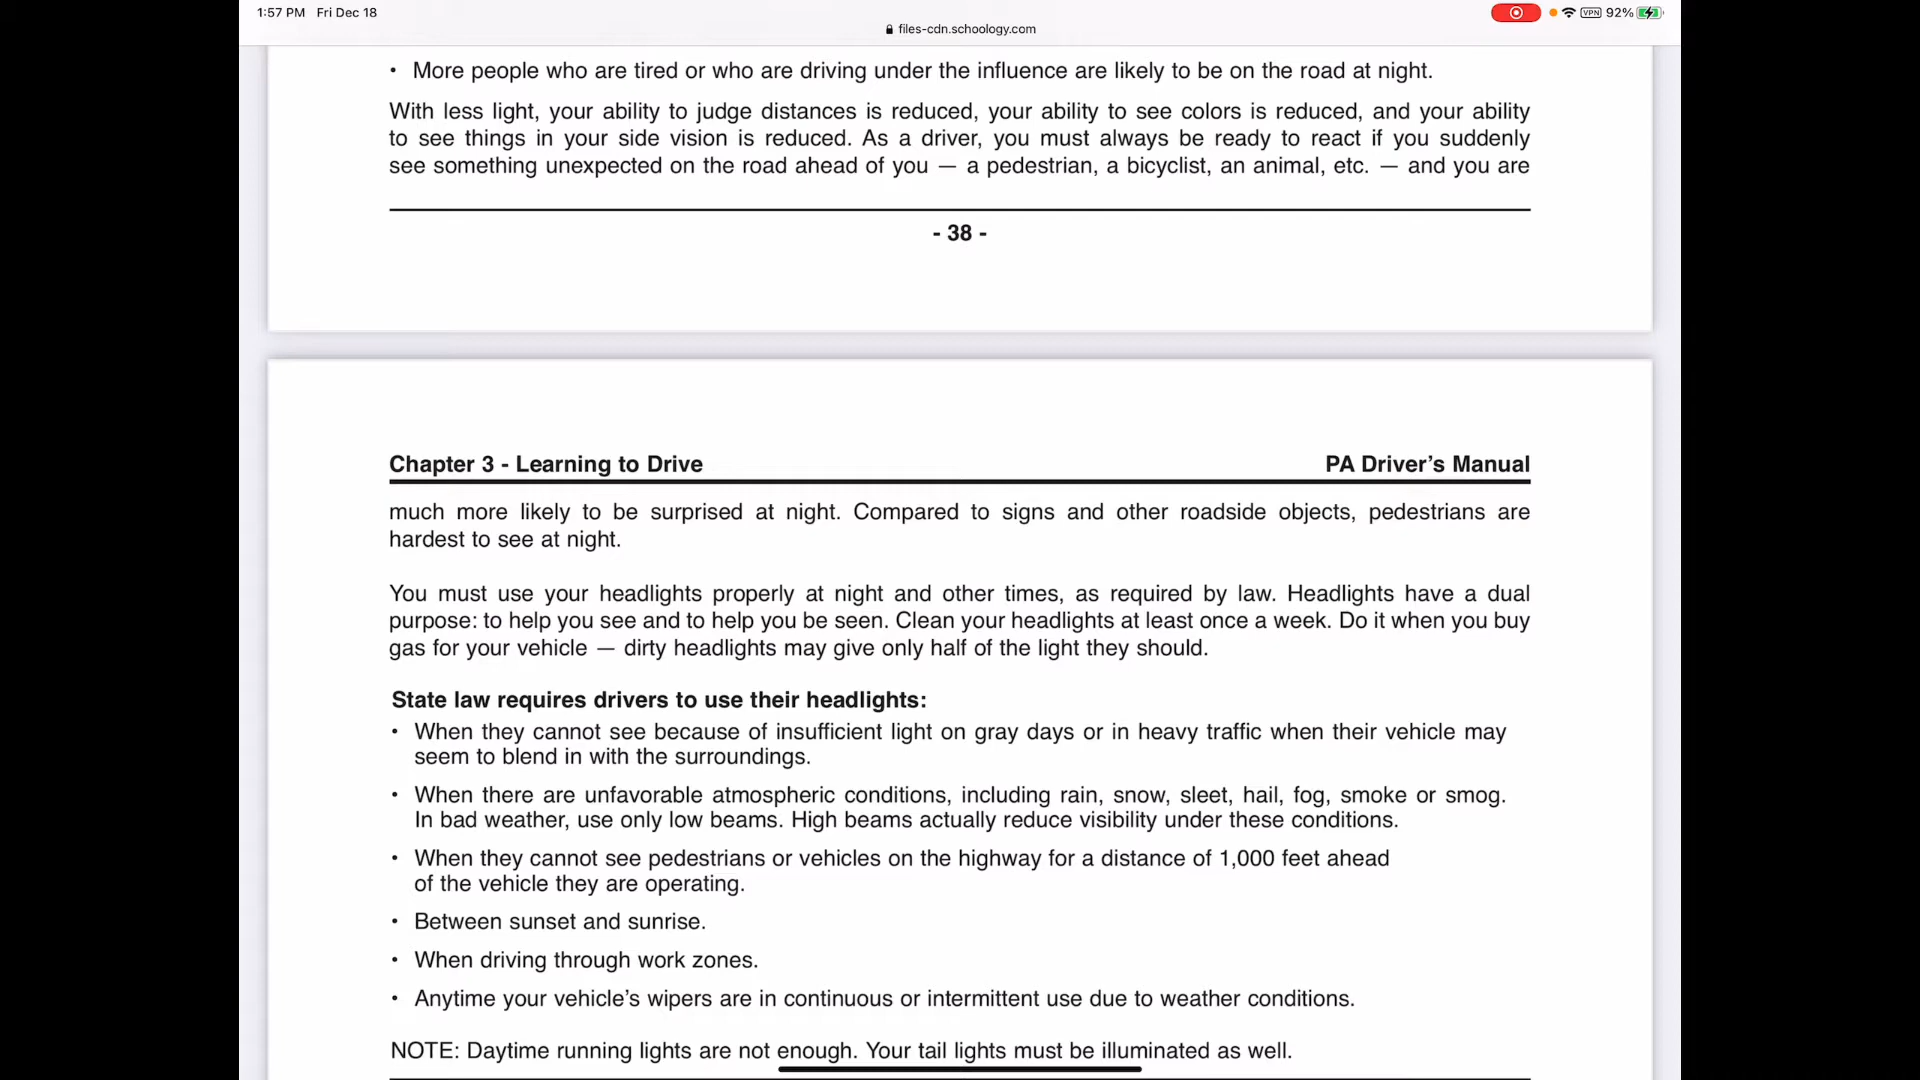 1:57 PM Fri Dec 18
VPN 92%
files-cdn.schoology.com
• More people who are tired or who are driving under the influence are likely to be on the road at night.
With less light, your ability to judge distances is reduced, your ability to see colors is reduced, and your ability
to see things in your side vision is reduced. As a driver, you must always be ready to react if you suddenly
see something unexpected on the road ahead of you — a pedestrian, a bicyclist, an animal, etc. — and you are
- 38 -
Chapter 3 - Learning to Drive PA Driver’s Manual
much more likely to be surprised at night. Compared to signs and other roadside objects, pedestrians are
hardest to see at night.
You must use your headlights properly at night and other times, as required by law. Headlights have a dual
purpose: to help you see and to help you be seen. Clean your headlights at least once a week. Do it when you buy
gas for your vehicle — dirty headlights may give only half of the light they should.
State law requires drivers to use their headlights:
• When they cannot see because of insufficient light on gray days or in heavy traffic when their vehicle may
seem to blend in with the surroundings.
• When there are unfavorable atmospheric conditions, including rain, snow, sleet, hail, fog, smoke or smog.
In bad weather, use only low beams. High beams actually reduce visibility under these conditions.
• When they cannot see pedestrians or vehicles on the highway for a distance of 1,000 feet ahead
of the vehicle they are operating.
• Between sunset and sunrise.
• When driving through work zones.
• Anytime your vehicle’s wipers are in continuous or intermittent use due to weather conditions.
NOTE: Daytime running lights are not enough. Your tail lights must be illuminated as well.